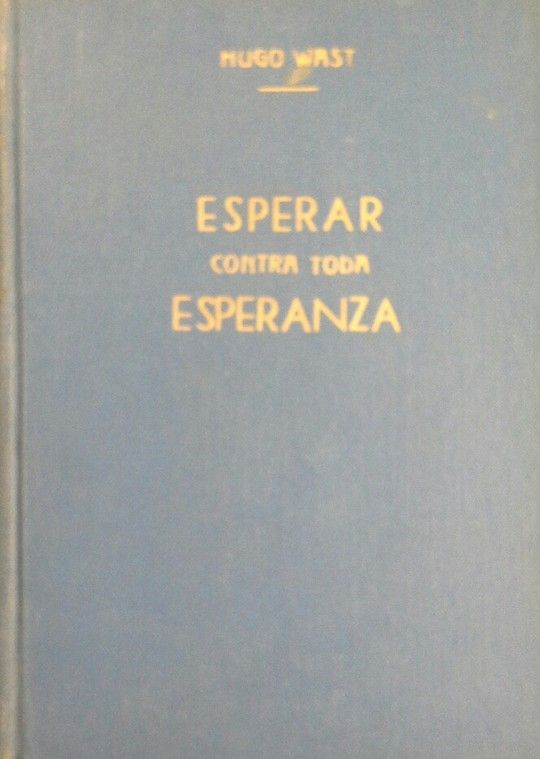 HUGO WAST
ESPERAR
CONTRA TODA
ESPERANZA